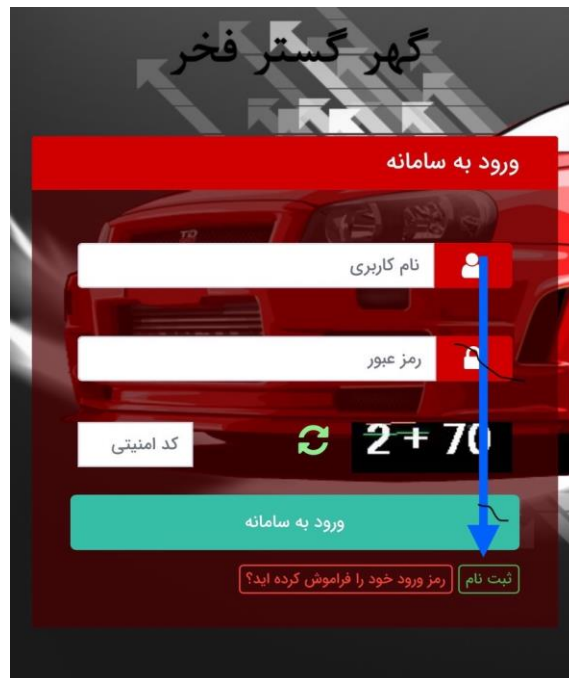 گهر گستر فخر
ورود به سامانه
TD
نام کاربری
رمز عبور
2 + 70
کد امنیتی
ورود به سامانه
ثبت نام
رمز ورود خود را فراموش کرده اید؟